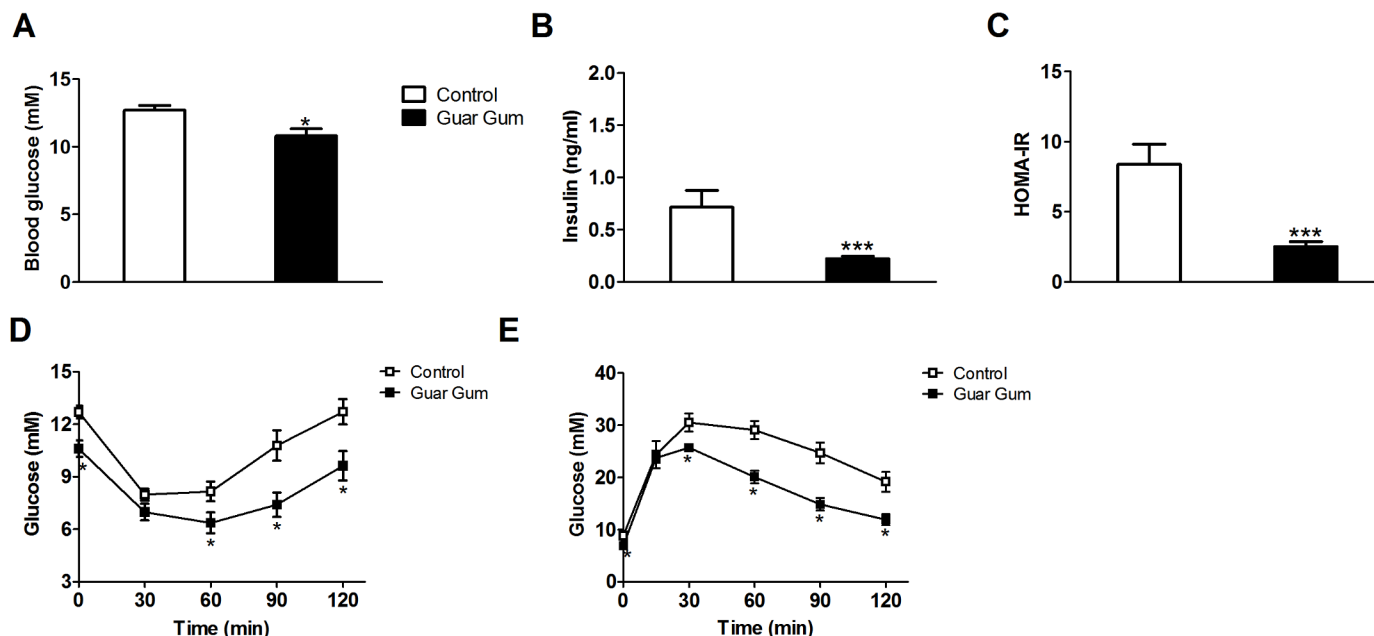 A
Blood glucose (mM)
15
10
5
0
*
Control
Guar Gum
B
Insulin (ng/ml)
2.0
1.5
1.0
0.5
0.0
***
C
HOMA-IR
15
10
5
0
***
D
Glucose (mM)
15
12
9
6
3
*
*
*
*
0 30 60 90 120
Time (min)
Control
Guar Gum
E
Glucose (mM)
40
30
20
10
0
*
*
*
*
*
0 30 60 90 120
Time (min)
Control
Guar Gum